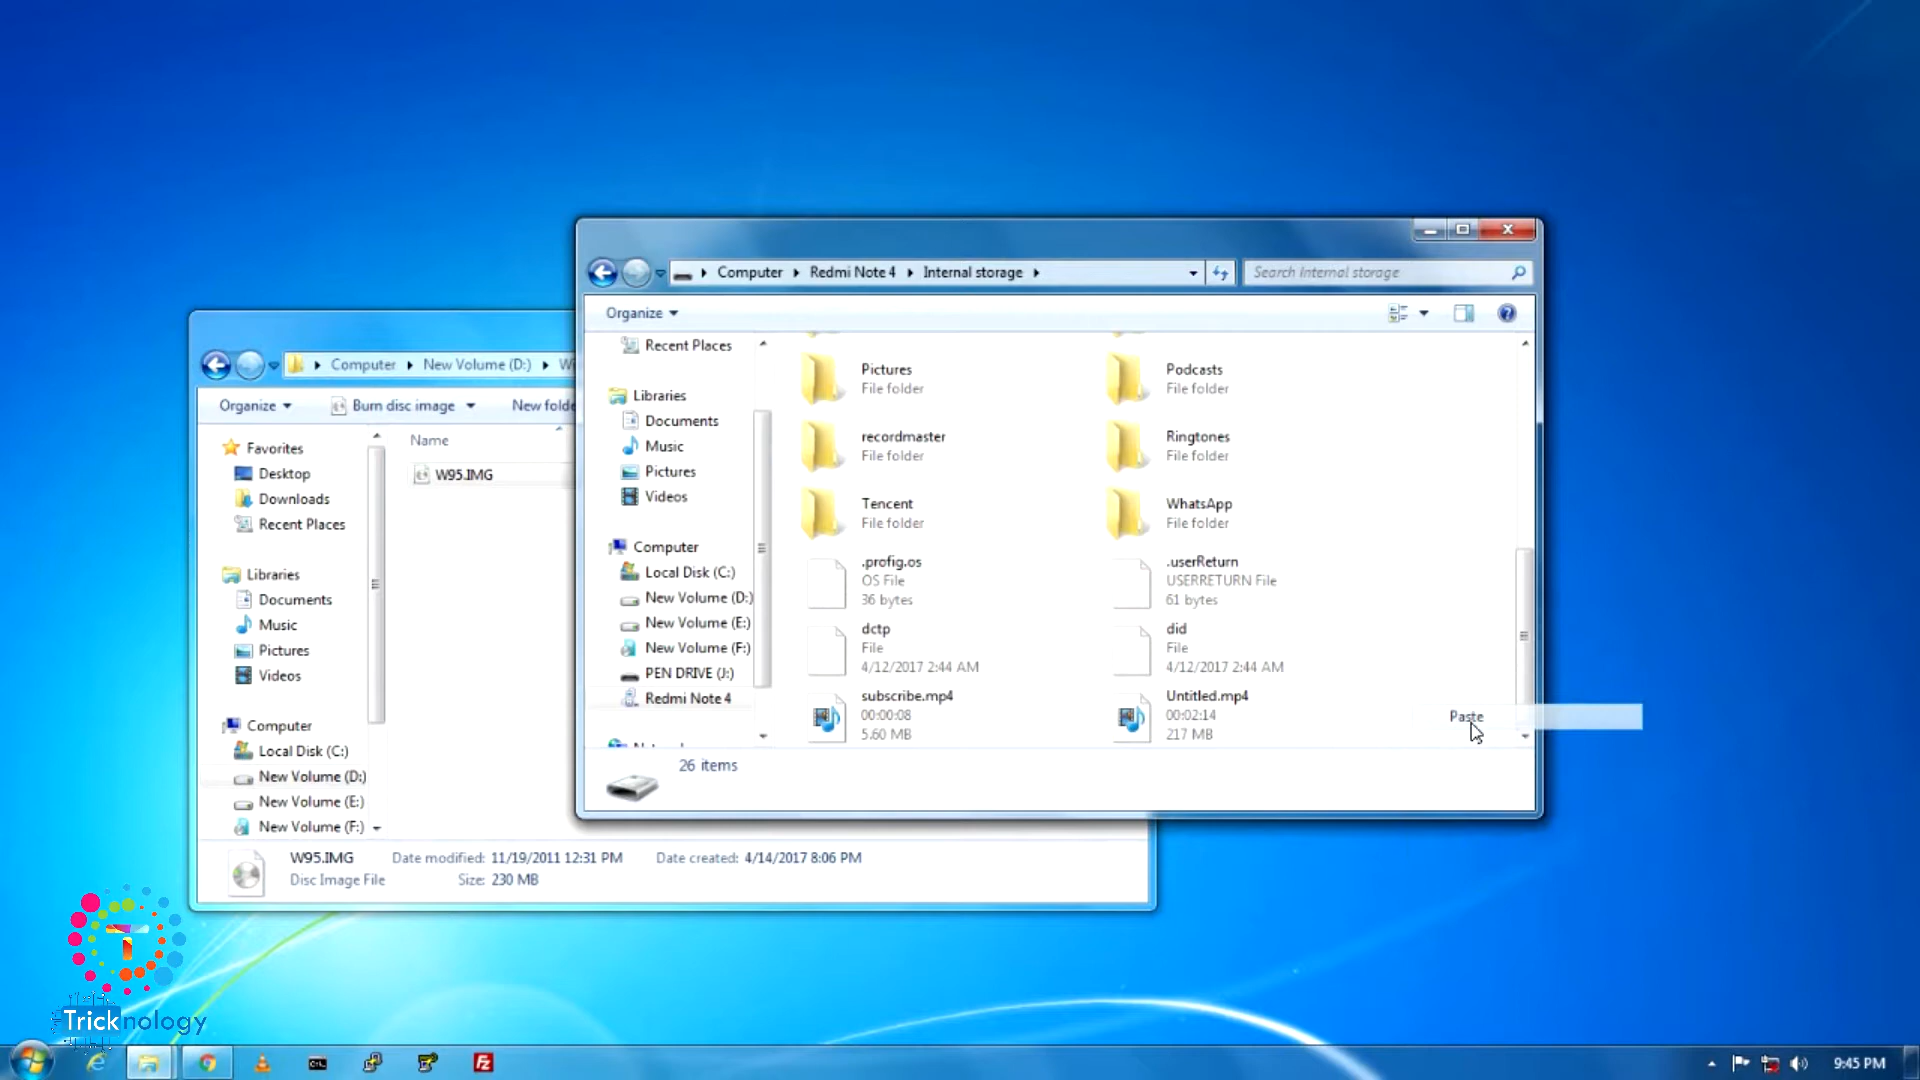 Computer Redmi Note 4 Internal storage
Search Internal storage
Organize
Recent Places
Libraries
Documents
Music
Pictures
Videos
Computer
Local Disk (C:)
New Volume (D:)
New Volume (E:)
New Volume (F:)
PEN DRIVE (J:)
Redmi Note 4
Pictures
File folder
Podcasts
File folder
recordmaster
File folder
Ringtones
File folder
Tencent
File folder
WhatsApp
File folder
.profig.os
OS File
36 bytes
.userReturn
USERRETURN File
61 bytes
dctp
File
4/12/2017 2:44 AM
did
File
4/12/2017 2:44 AM
subscribe.mp4
00:00:08
5.60 MB
Untitled.mp4
00:02:14
217 MB
Paste
26 items
Computer New Volume (D:)
Organize Burn disc image New folde
Name
W95.IMG
Favorites
Desktop
Downloads
Recent Places
Libraries
Documents
Music
Pictures
Videos
Computer
Local Disk (C:)
New Volume (D:)
New Volume (E:)
New Volume (F:)
W95.IMG Date modified: 11/19/2011 12:31 PM Date created: 4/14/2017 8:06 PM
Disc Image File Size: 230 MB
T
Tricknology
9:45 PM